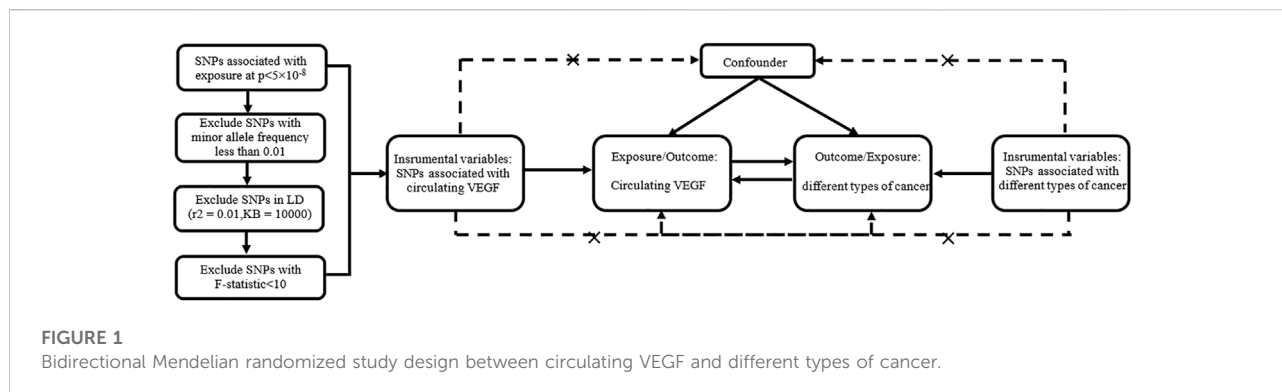 SNPs associated with
exposure at p<5×10-8
Exclude SNPs with
minor allele frequency
less than 0.01
Exclude SNPs in LD
(r2 = 0.01,KB = 10000)
Exclude SNPs with
F-statistic<10
Insrumental variables:
SNPs associated with
circulating VEGF
Confounder
Exposure/Outcome:
Circulating VEGF
Outcome/Exposure:
different types of cancer
Insrumental variables:
SNPs associated with
different types of cancer
FIGURE 1
Bidirectional Mendelian randomized study design between circulating VEGF and different types of cancer.